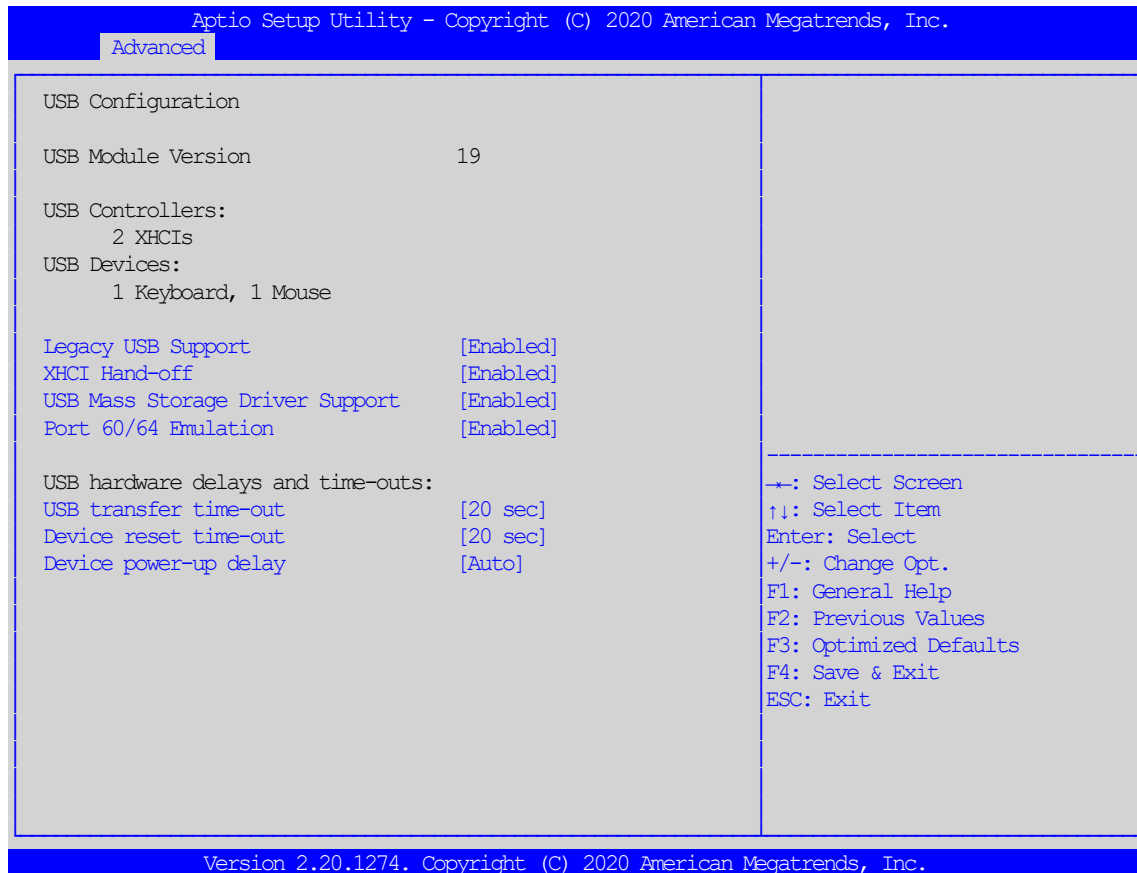 Aptio Setup Utility - Copyright (C) 2020 American Megatrends, Inc.
Advanced
USB Configuration
USB Module Version 19
USB Controllers:
2 XHCIs
USB Devices:
1 Keyboard, 1 Mouse
Legacy USB Support [Enabled]
XHCI Hand-off [Enabled]
USB Mass Storage Driver Support [Enabled]
Port 60/64 Emulation [Enabled]
USB hardware delays and time-outs:
USB transfer time-out [20 sec]
Device reset time-out [20 sec]
Device power-up delay [Auto]
→←: Select Screen
↑↓: Select Item
Enter: Select
+/-: Change Opt.
F1: General Help
F2: Previous Values
F3: Optimized Defaults
F4: Save & Exit
ESC: Exit
Version 2.20.1274. Copyright (C) 2020 American Megatrends, Inc.